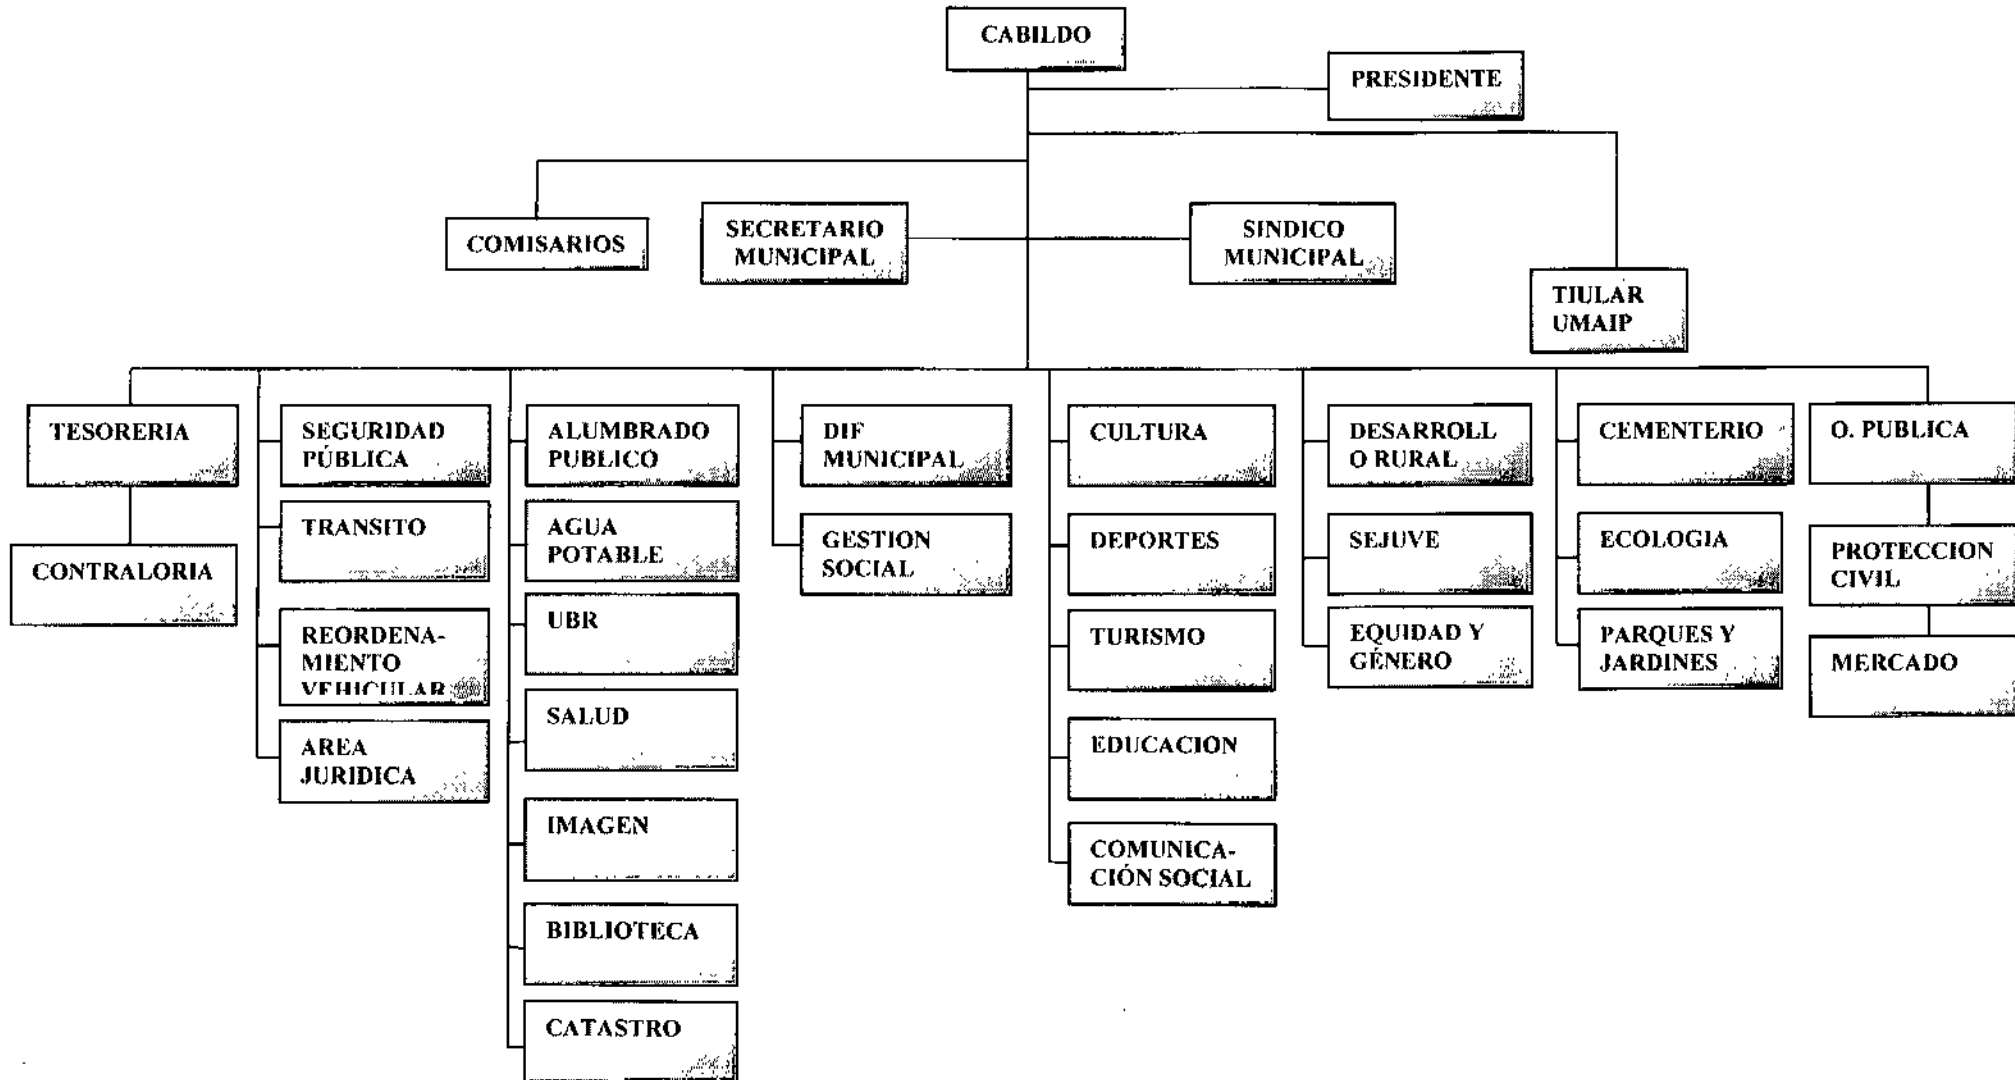 CABILDO
PRESIDENTE
COMISARIOS
SECRETARIO
MUNICIPAL
SINDICO
MUNICIPAL
TIULAR
UMAIP
TESORERIA
CONTRALORIA
SEGURIDAD
PÚBLICA
TRANSITO
REORDENA-
MIENTO
VEHICULAR
AREA
JURIDICA
ALUMBRADO
PUBLICO
AGUA
POTABLE
UBR
SALUD
IMAGEN
BIBLIOTECA
CATASTRO
DIF
MUNICIPAL
GESTION
SOCIAL
CULTURA
DEPORTES
TURISMO
EDUCACION
COMUNICA-
CIÓN SOCIAL
DESARROLL
O RURAL
SEJUVE
EQUIDAD Y
GÉNERO
CEMENTERIO
ECOLOGIA
PARQUES Y
JARDINES
O. PUBLICA
PROTECCION
CIVIL
MERCADO